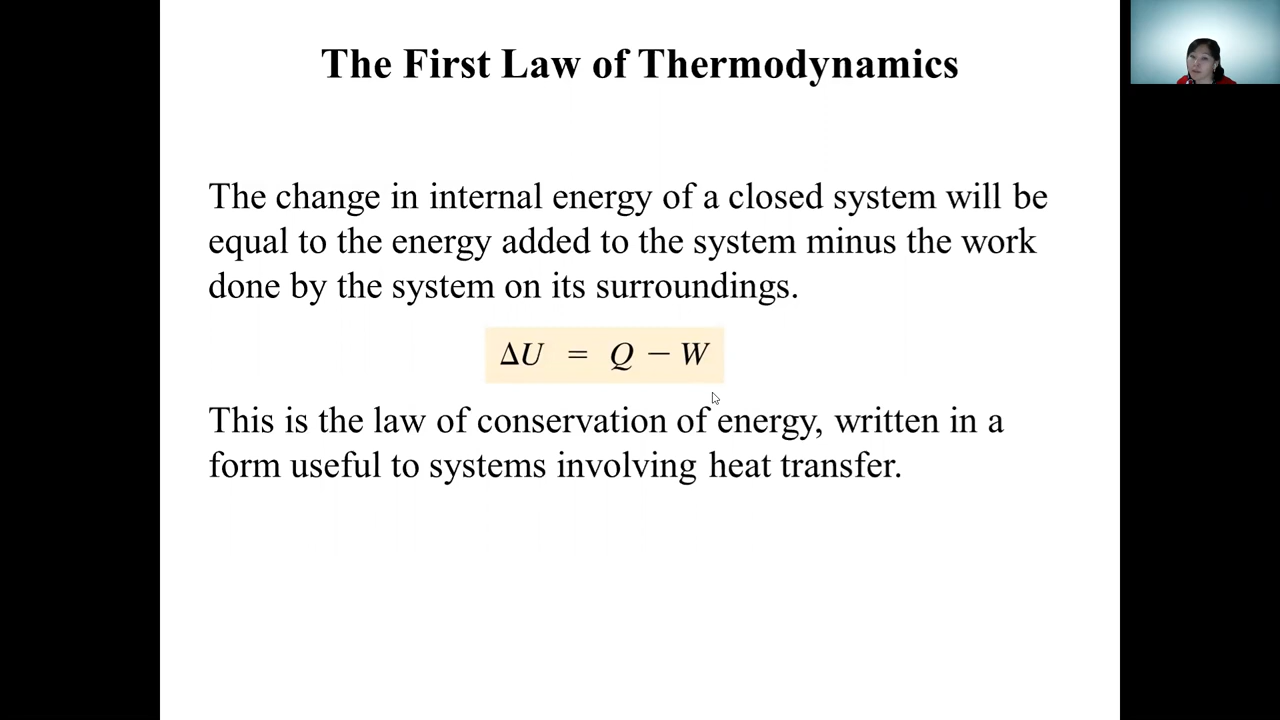 The First Law of Thermodynamics
The change in internal energy of a closed system will be
equal to the energy added to the system minus the work
done by the system on its surroundings.
ΔU = Q − W
This is the law of conservation of energy, written in a
form useful to systems involving heat transfer.